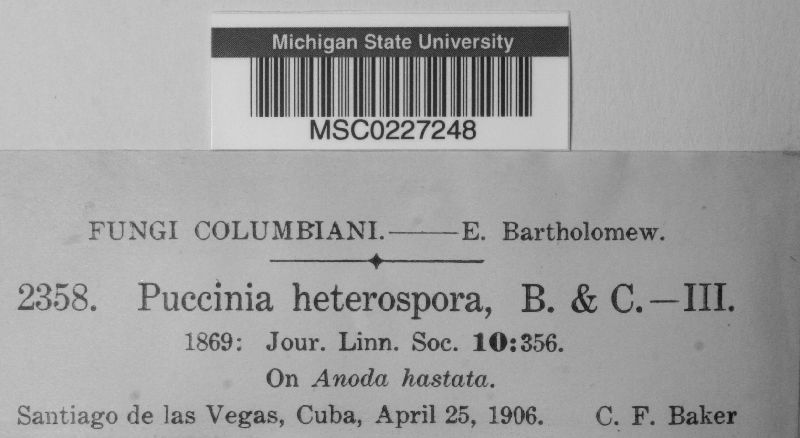 Michigan State University
MSC0227248
FUNGI COLUMBIANI.——E. Bartholomew.
2358. Puccinia heterospora, B. & C.—III.
1869: Jour. Linn. Soc. 10:356.
On Anoda hastata.
Santiago de las Vegas, Cuba, April 25, 1906. C. F. Baker